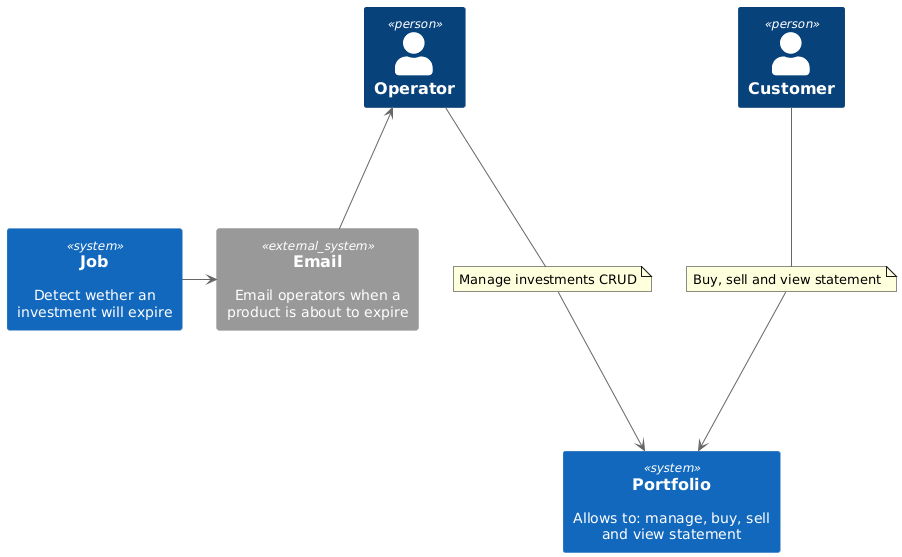 «person»
Operator
«person»
Customer
«system»
Job
Detect wether an
investment will expire
«external_system»
Email
Email operators when a
product is about to expire
Manage investments CRUD
Buy, sell and view statement
«system»
Portfolio
Allows to: manage, buy, sell
and view statement